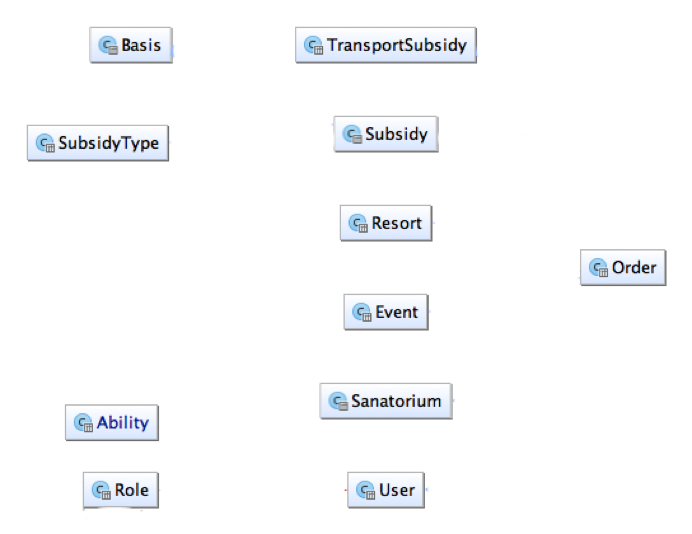 Basis
TransportSubsidy
SubsidyType
Subsidy
Resort
Order
Event
Ability
Sanatorium
Role
User